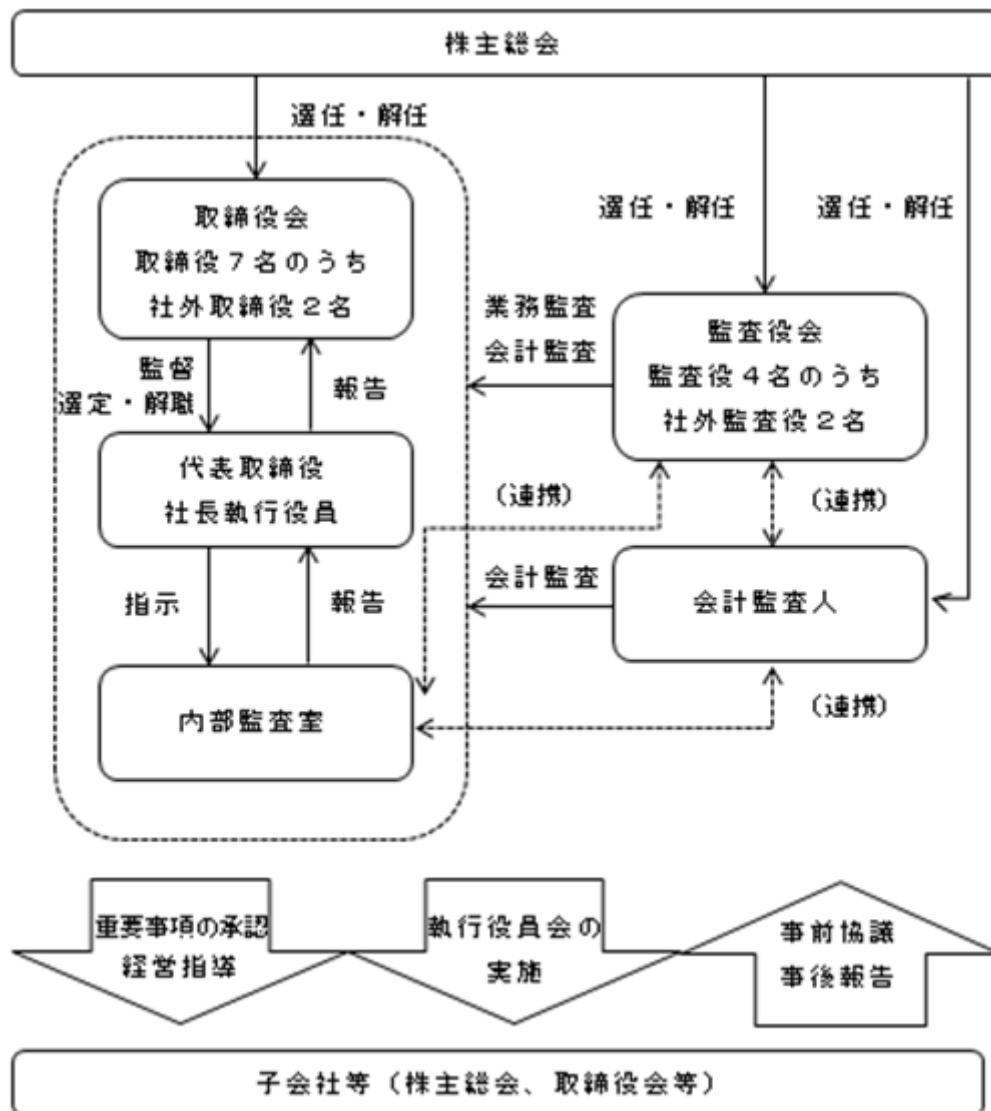 株主総会
選任・解任
取締役会
取締役7名のうち
社外取締役2名
選任・解任
選任・解任
業務監査
会計監査
監査役会
監査役4名のうち
社外監査役2名
監督
選定・解職
報告
代表取締役
社長執行役員
(連携)
(連携)
指示
報告
会計監査
会計監査人
内部監査室
(連携)
重要事項の承認
経営指導
執行役員会の
実施
事前協議
事後報告
子会社等(株主総会、取締役会等)